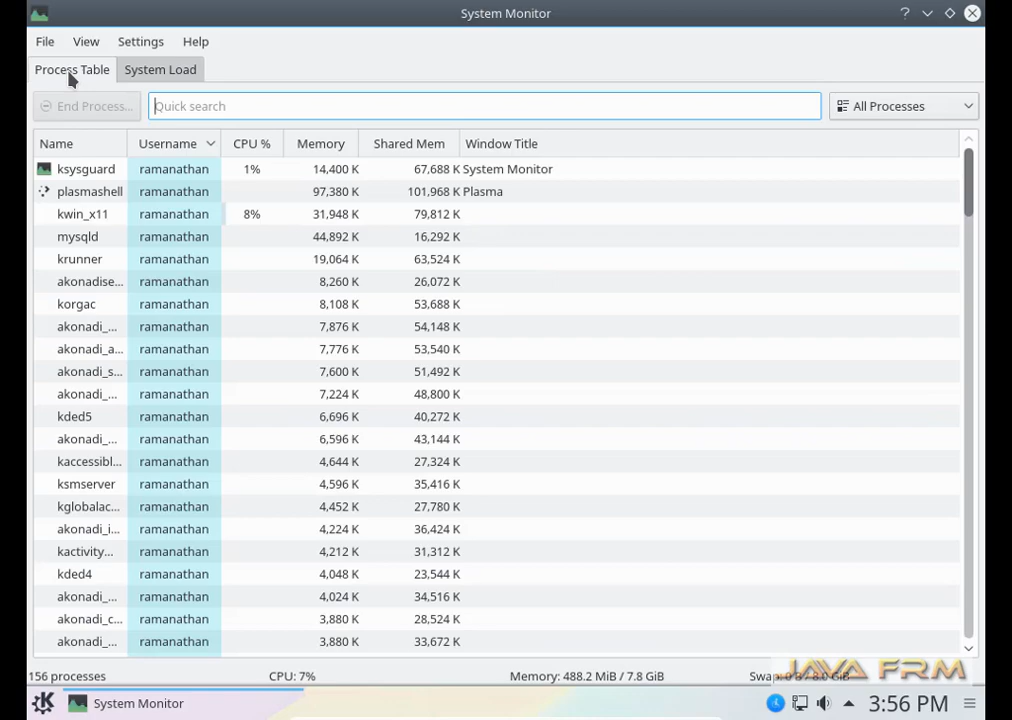 System Monitor
File View Settings Help
Process Table System Load
End Process... Quick search All Processes
Name Username CPU % Memory Shared Mem Window Title
ksysguard ramanathan 1% 14,400 K 67,688 K System Monitor
plasmashell ramanathan 97,380 K 101,968 K Plasma
kwin_x11 ramanathan 8% 31,948 K 79,812 K
mysqld ramanathan 44,892 K 16,292 K
krunner ramanathan 19,064 K 63,524 K
akonadise... ramanathan 8,260 K 26,072 K
korgac ramanathan 8,108 K 53,688 K
akonadi_... ramanathan 7,876 K 54,148 K
akonadi_a... ramanathan 7,776 K 53,540 K
akonadi_s... ramanathan 7,600 K 51,492 K
akonadi_... ramanathan 7,224 K 48,800 K
kded5 ramanathan 6,696 K 40,272 K
akonadi_... ramanathan 6,596 K 43,144 K
kaccessibl... ramanathan 4,644 K 27,324 K
ksmserver ramanathan 4,596 K 35,416 K
kglobalac... ramanathan 4,452 K 27,780 K
akonadi_i... ramanathan 4,224 K 36,424 K
kactivity... ramanathan 4,212 K 31,312 K
kded4 ramanathan 4,048 K 23,544 K
akonadi_... ramanathan 4,024 K 34,516 K
akonadi_c... ramanathan 3,880 K 28,524 K
akonadi_... ramanathan 3,880 K 33,672 K
156 processes CPU: 7% Memory: 488.2 MiB / 7.8 GiB Swap: 0 B / 8.0 GiB
JAVA FRM
System Monitor 3:56 PM